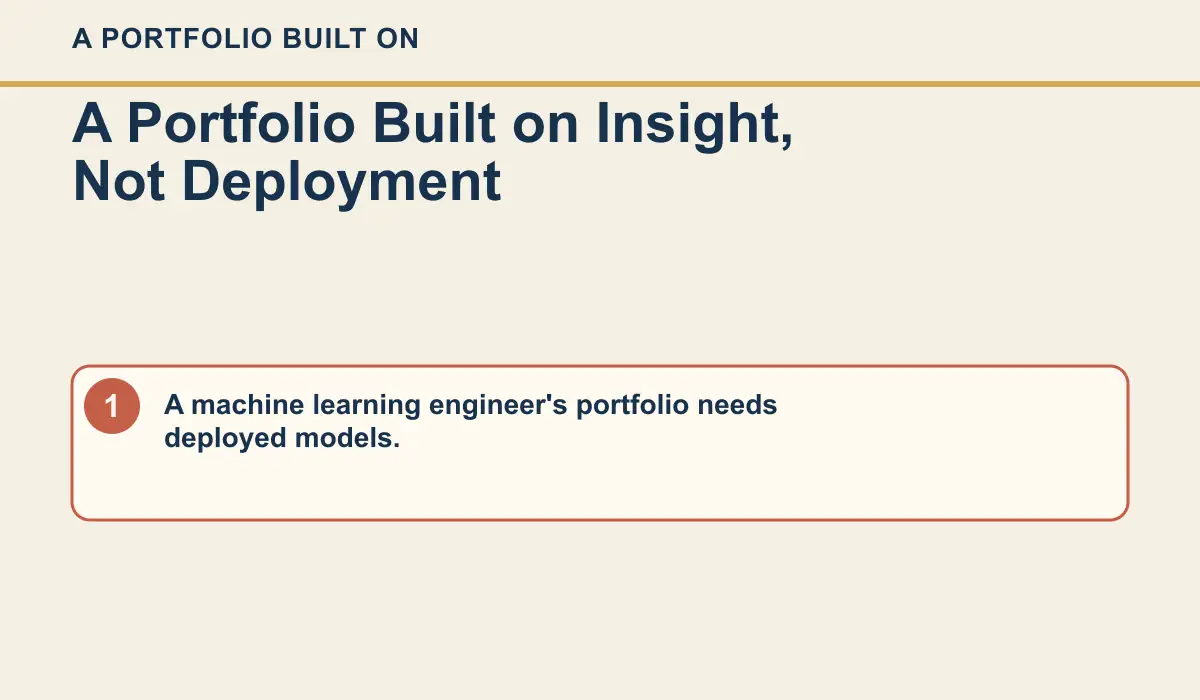 A PORTFOLIO BUILT ON
A Portfolio Built on Insight,
Not Deployment
1
A machine learning engineer's portfolio needs
deployed models.